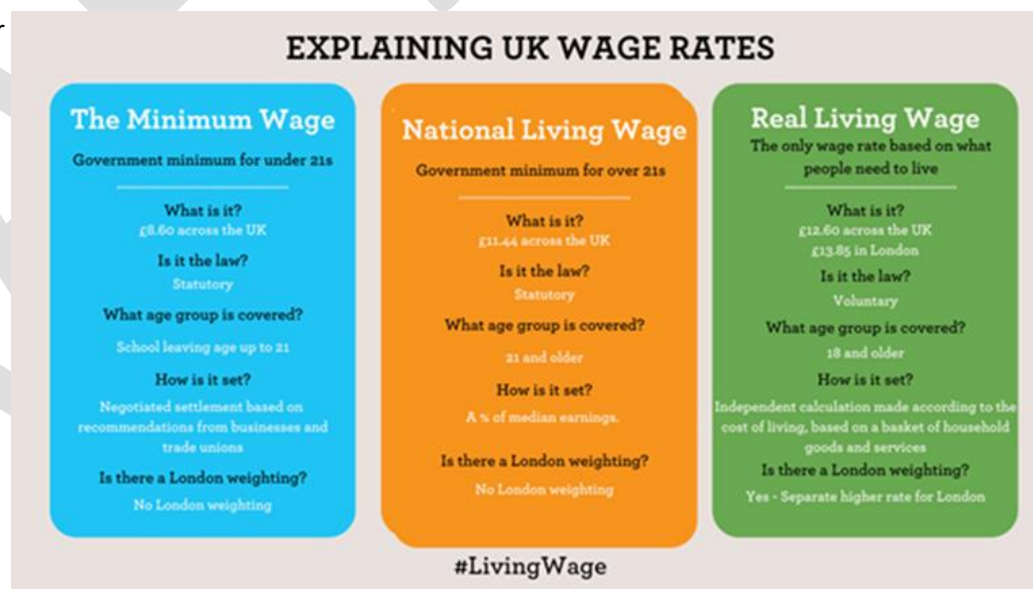 r
EXPLAINING UK WAGE RATES
The Minimum Wage
Government minimum for under 21s
What is it?
£8.60 across the UK
Is it the law?
Statutory
What age group is covered?
School leaving age up to 21
How is it set?
Negotiated settlement based on
recommendations from businesses and
trade unions
Is there a London weighting?
No London weighting
National Living Wage
Government minimum for over 21s
What is it?
£11.44 across the UK
Is it the law?
Statutory
What age group is covered?
21 and older
How is it set?
A % of median earnings.
Is there a London weighting?
No London weighting
Real Living Wage
The only wage rate based on what
people need to live
What is it?
£12.60 across the UK
£13.85 in London
Is it the law?
Voluntary
What age group is covered?
18 and older
How is it set?
Independent calculation made according to the
cost of living, based on a basket of household
goods and services
Is there a London weighting?
Yes - Separate higher rate for London
#LivingWage